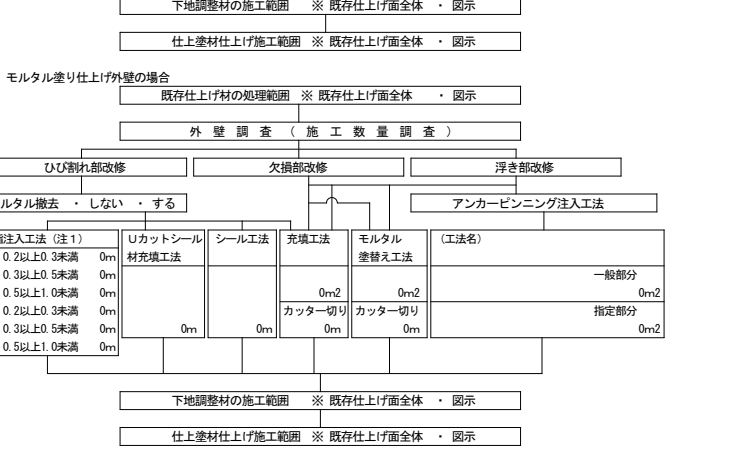 下地調整材の施工範囲　※ 既存仕上げ面全体　・ 図示
仕上塗材仕上げ施工範囲　※ 既存仕上げ面全体　・ 図示
モルタル塗り仕上げ外壁の場合
既存仕上げ材の処理範囲　※ 既存仕上げ面全体　・ 図示
外 壁 調 査 （ 施 工 数 量 調 査 ）
ひび割れ部改修
欠損部改修
浮き部改修
ルタル撤去　・ しない　・ する
アンカーピンニング注入工法
注入工法（注１）
0.2以上0.3未満　0m
0.3以上0.5未満　0m
0.5以上1.0未満　0m
0.2以上0.3未満　0m
0.3以上0.5未満　0m
0.5以上1.0未満　0m
Ｕカットシール
材充填工法
0m
シール工法
0m
充填工法
0m2
カッター切り
0m
モルタル
塗替え工法
0m2
カッター切り
0m
（工法名）
一般部分
0m2
指定部分
0m2
下地調整材の施工範囲　※ 既存仕上げ面全体　・ 図示
仕上塗材仕上げ施工範囲　※ 既存仕上げ面全体　・ 図示